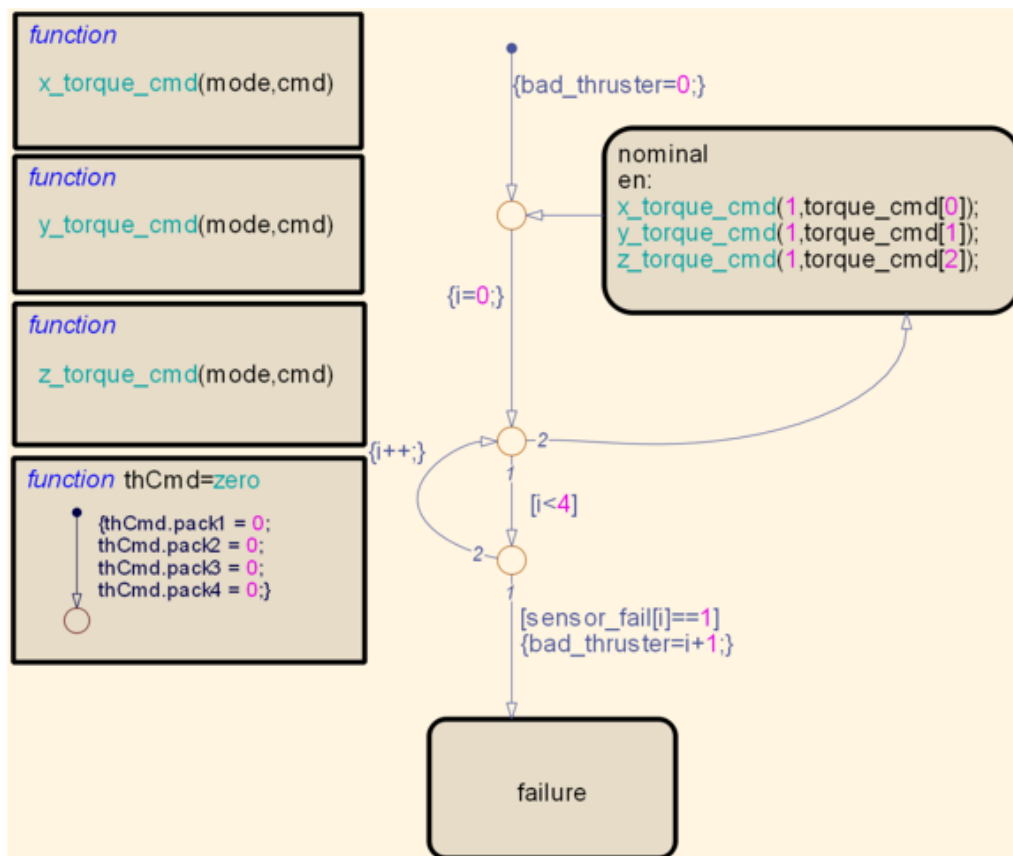 function
x_torque_cmd(mode,cmd)
function
y_torque_cmd(mode,cmd)
function
z_torque_cmd(mode,cmd)
function thCmd=zero
{thCmd.pack1 = 0;
thCmd.pack2 = 0;
thCmd.pack3 = 0;
thCmd.pack4 = 0;}
{bad_thruster=0;}
nominal
en:
x_torque_cmd(1,torque_cmd[0]);
y_torque_cmd(1,torque_cmd[1]);
z_torque_cmd(1,torque_cmd[2]);
{i=0;}
{i++;}
2
1
[i<4]
2
1
[sensor_fail[i]==1]
{bad_thruster=i+1;}
failure